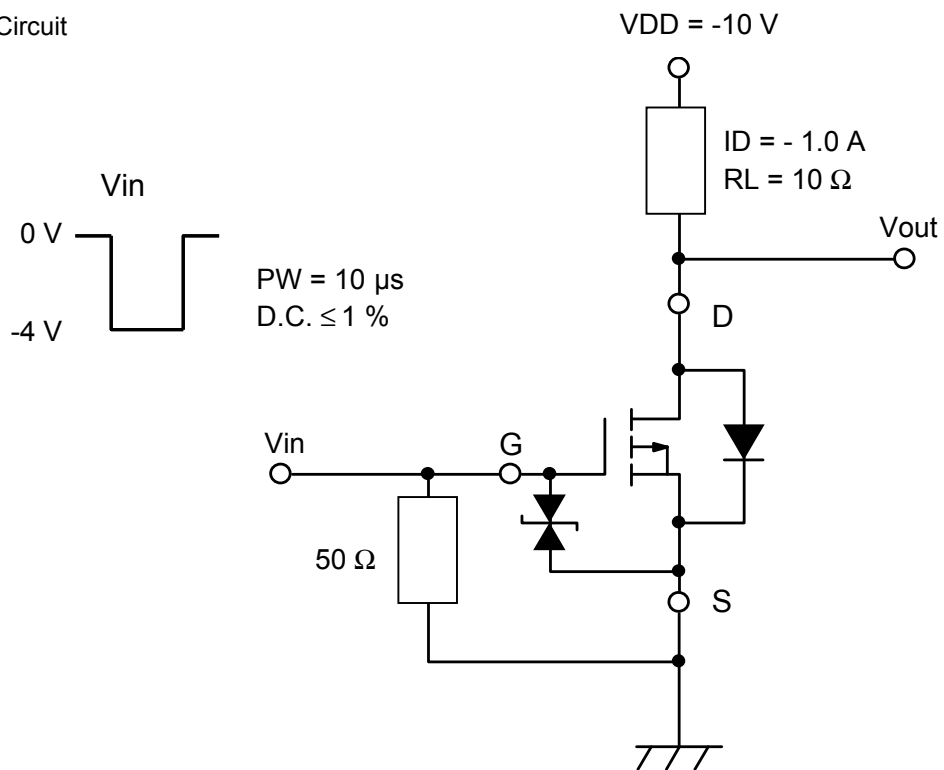 Circuit
VDD = -10 V
ID = - 1.0 A
RL = 10 Ω
Vin
0 V
-4 V
PW = 10 μs
D.C. ≤ 1 %
Vout
D
Vin
G
50 Ω
S